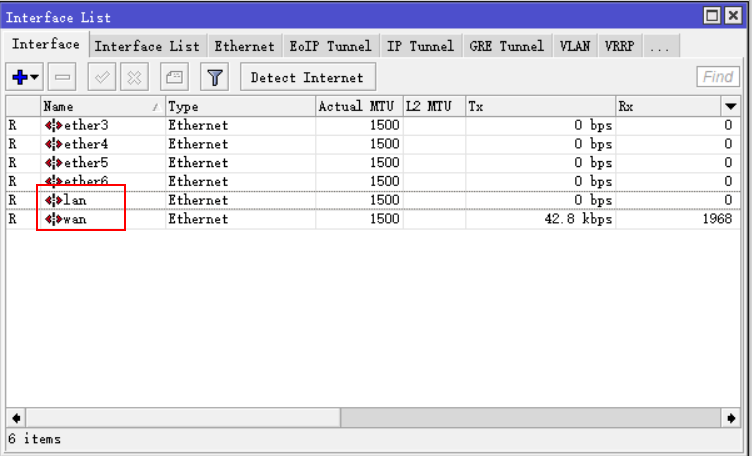 Interface List
Interface Interface List Ethernet EoIP Tunnel IP Tunnel GRE Tunnel VLAN VRRP ...
Detect Internet Find
Name / Type Actual MTU L2 MTU Tx Rx
R ether3 Ethernet 1500 0 bps 0
R ether4 Ethernet 1500 0 bps 0
R ether5 Ethernet 1500 0 bps 0
R ether6 Ethernet 1500 0 bps 0
R lan Ethernet 1500 0 bps 0
R wan Ethernet 1500 42.8 kbps 1968
6 items